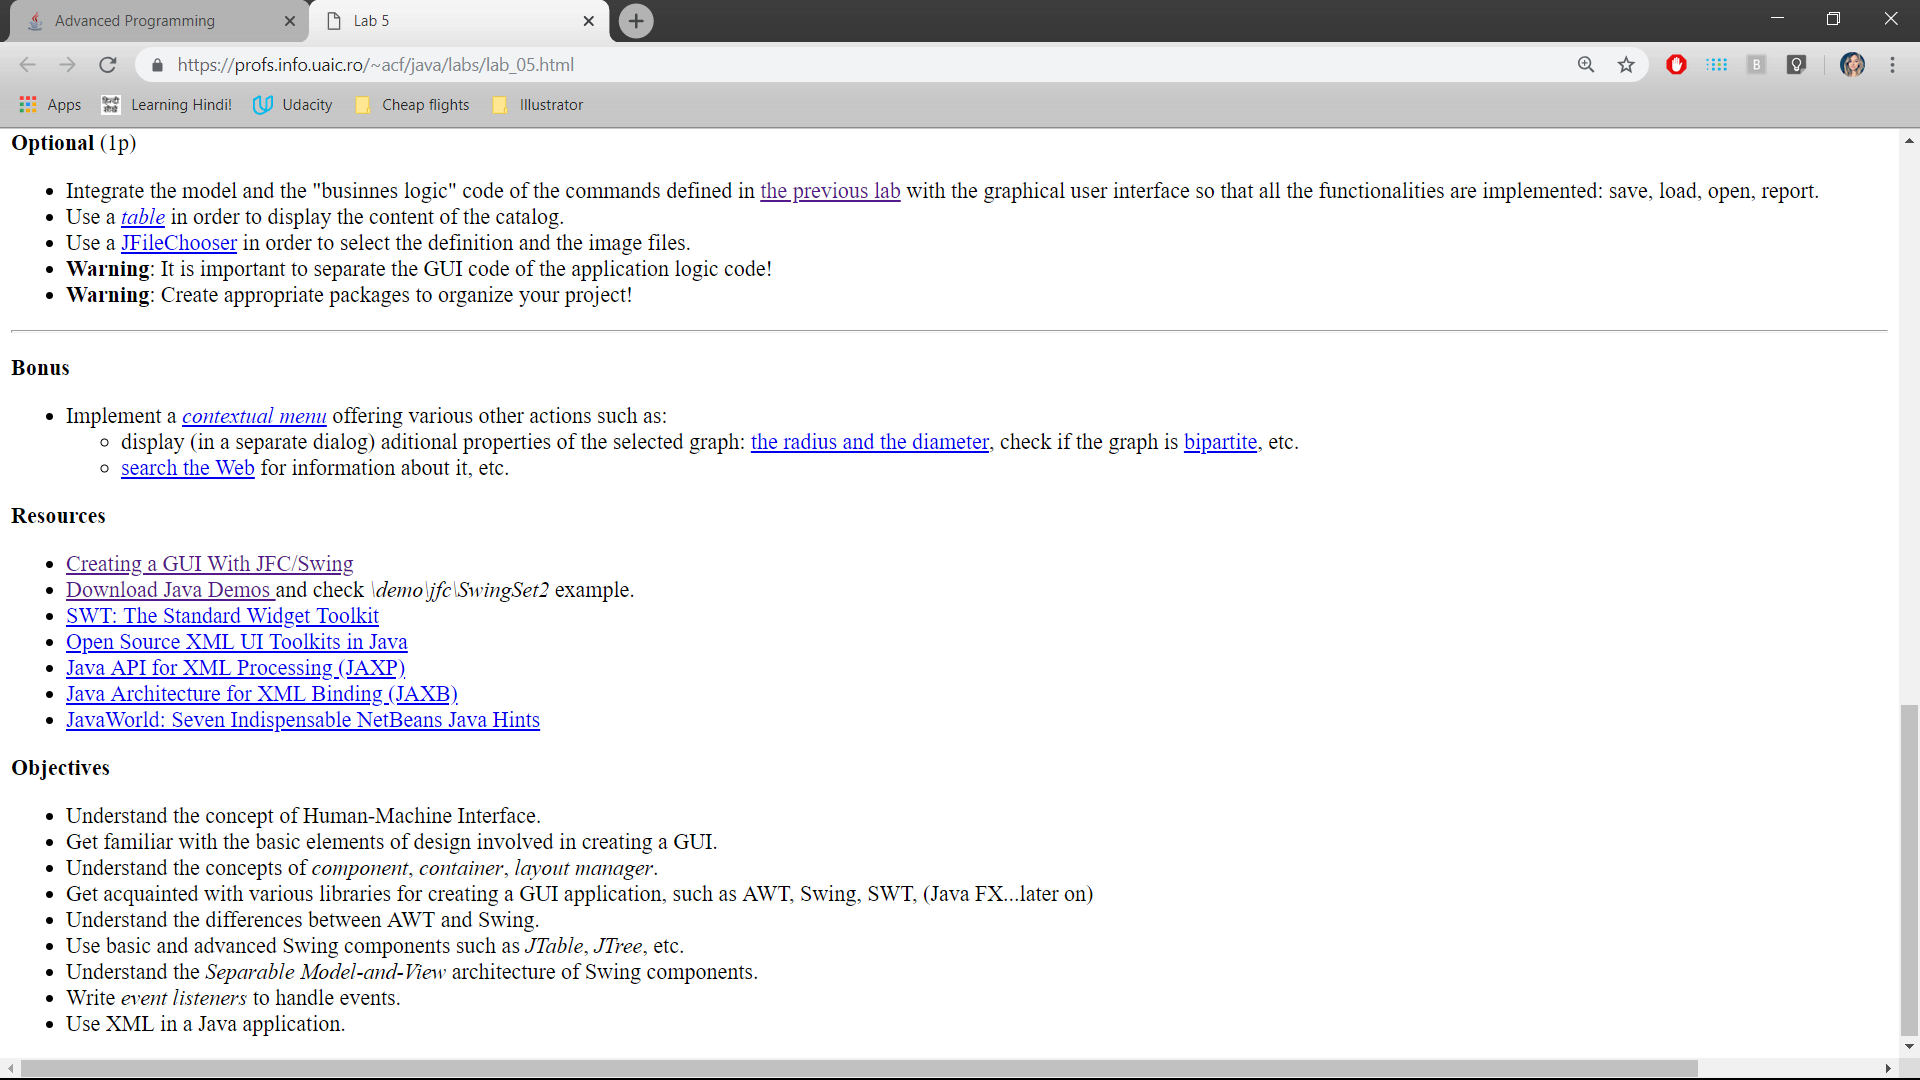 Advanced Programming
Lab 5
https://profs.info.uaic.ro/~acf/java/labs/lab_05.html
B
Apps
Learning Hindi!
Udacity
Cheap flights
Illustrator
Optional (1p)
Integrate the model and the "businnes logic" code of the commands defined in the previous lab with the graphical user interface so that all the functionalities are implemented: save, load, open, report.
Use a table in order to display the content of the catalog.
Use a JFileChooser in order to select the definition and the image files.
Warning: It is important to separate the GUI code of the application logic code!
Warning: Create appropriate packages to organize your project!
Bonus
Implement a contextual menu offering various other actions such as:
display (in a separate dialog) aditional properties of the selected graph: the radius and the diameter, check if the graph is bipartite, etc.
search the Web for information about it, etc.
Resources
Creating a GUI With JFC/Swing
Download Java Demos and check \demo\jfc\SwingSet2 example.
SWT: The Standard Widget Toolkit
Open Source XML UI Toolkits in Java
Java API for XML Processing (JAXP)
Java Architecture for XML Binding (JAXB)
JavaWorld: Seven Indispensable NetBeans Java Hints
Objectives
Understand the concept of Human-Machine Interface.
Get familiar with the basic elements of design involved in creating a GUI.
Understand the concepts of component, container, layout manager.
Get acquainted with various libraries for creating a GUI application, such as AWT, Swing, SWT, (Java FX...later on)
Understand the differences between AWT and Swing.
Use basic and advanced Swing components such as JTable, JTree, etc.
Understand the Separable Model-and-View architecture of Swing components.
Write event listeners to handle events.
Use XML in a Java application.